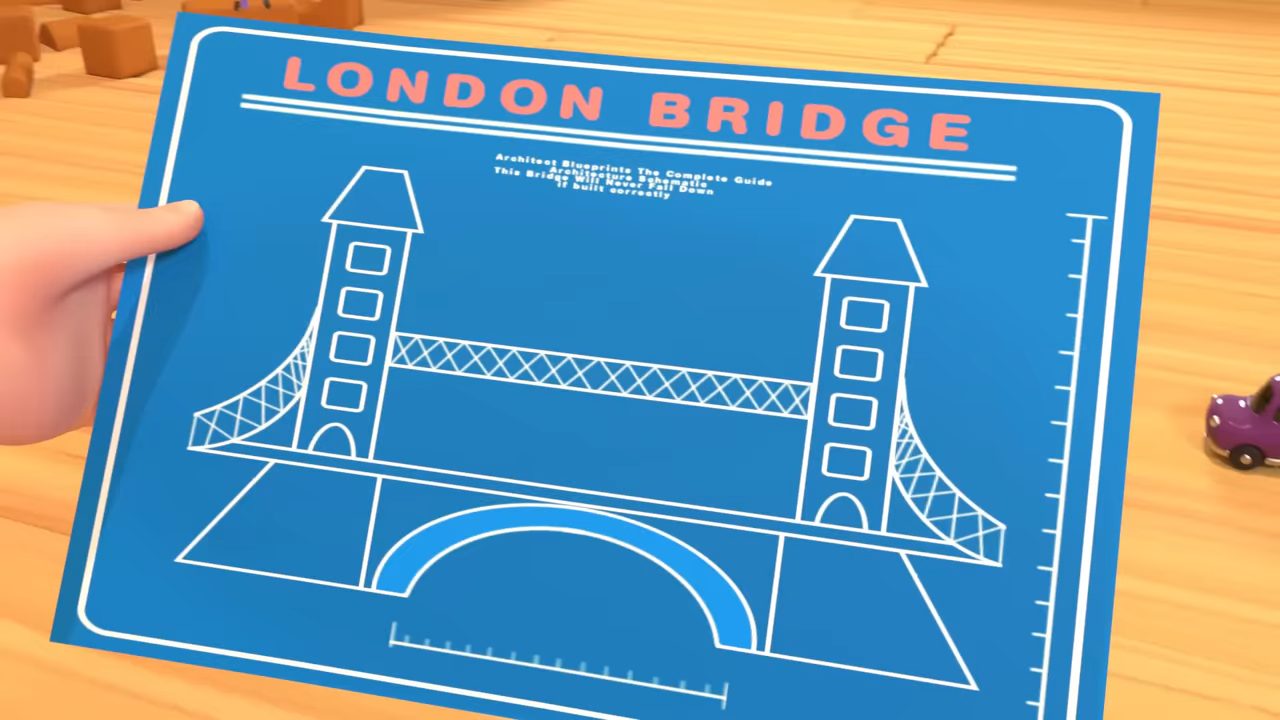 LONDON BRIDGE
Architect Blueprints The Complete Guide
Architecture Schematic
This Bridge Will Never Fall Down
If built correctly